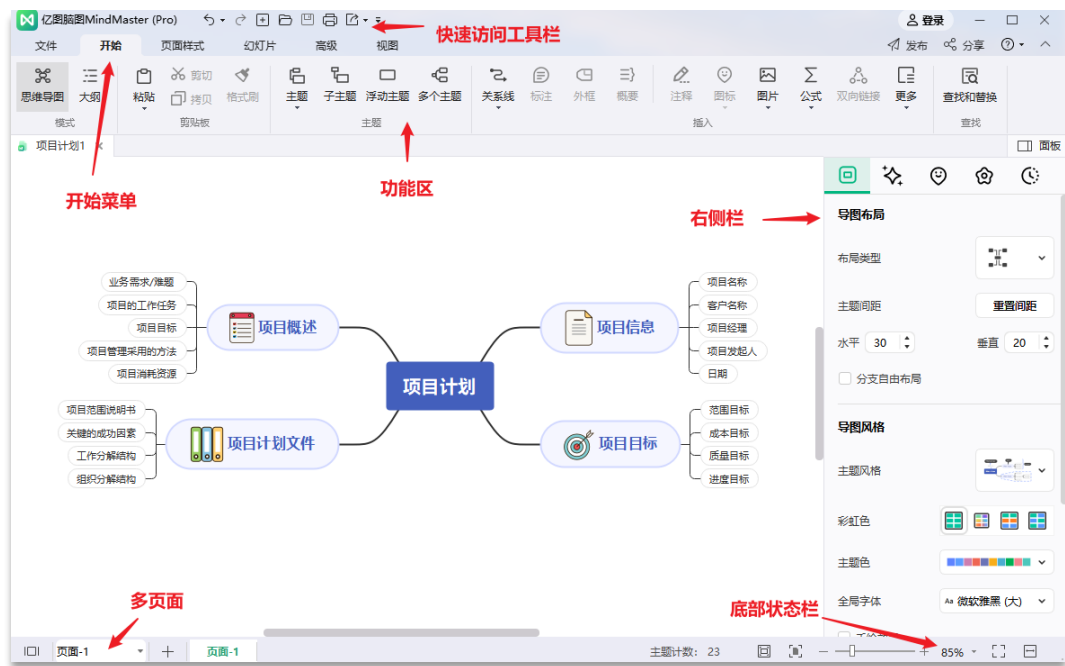 亿图脑图MindMaster (Pro)
登录
快速访问工具栏
文件 开始 页面样式 幻灯片 高级 视图
发布 分享
思维导图 大纲 粘贴 剪切 拷贝 格式刷 主题 子主题 浮动主题 多个主题 关系线 标注 外框 概要 注释 图标 图片 公式 双向链接 更多 查找和替换
模式 剪贴板 主题 插入 查找
项目计划1
面板
开始菜单
功能区
右侧栏
导图布局
布局类型
主题间距 重置间距
水平 30 垂直 20
分支自由布局
导图风格
主题风格
彩虹色
主题色
全局字体 Aa 微软雅黑 (大)
业务需求/难题
项目的工作任务
项目目标
项目管理采用的方法
项目消耗资源
项目概述
项目范围说明书
关键的成功因素
工作分解结构
组织分解结构
项目计划文件
项目计划
项目信息
项目名称
客户名称
项目经理
项目发起人
日期
项目目标
范围目标
成本目标
质量目标
进度目标
多页面
底部状态栏
页面-1 页面-1
主题计数: 23
85%